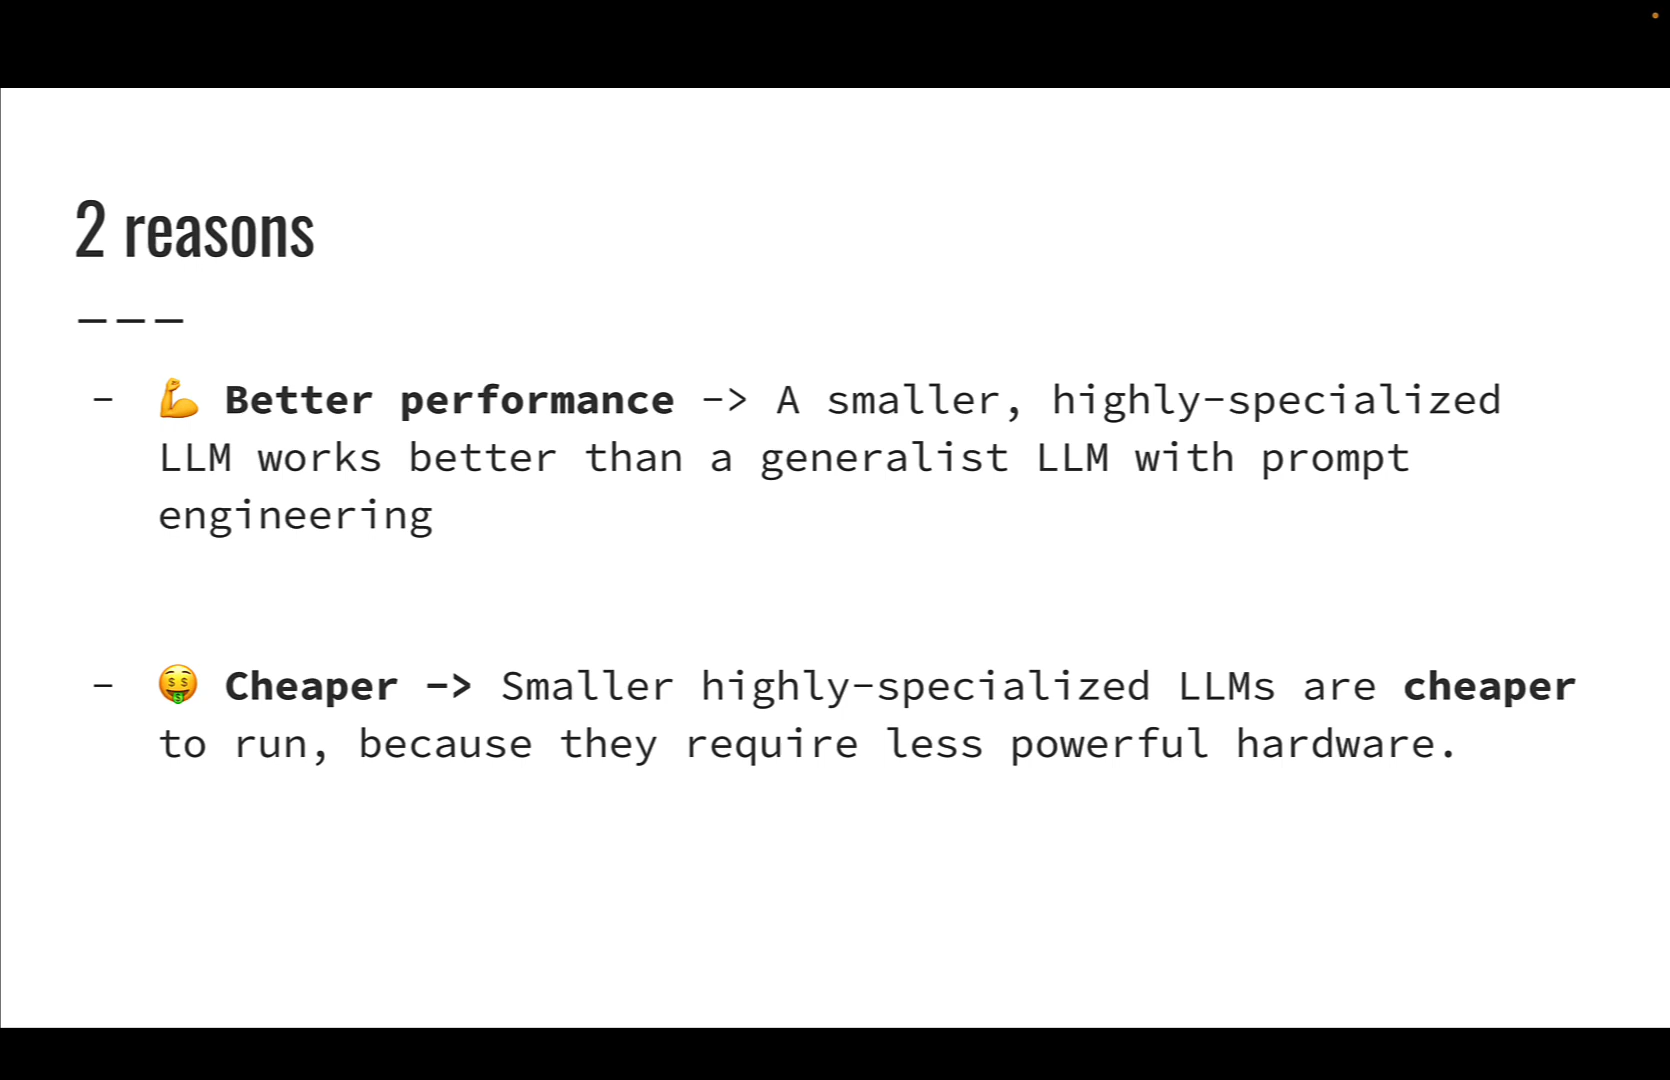 2 reasons
———
- 💪 Better performance -> A smaller, highly-specialized
LLM works better than a generalist LLM with prompt
engineering
- 🤑 Cheaper -> Smaller highly-specialized LLMs are cheaper
to run, because they require less powerful hardware.